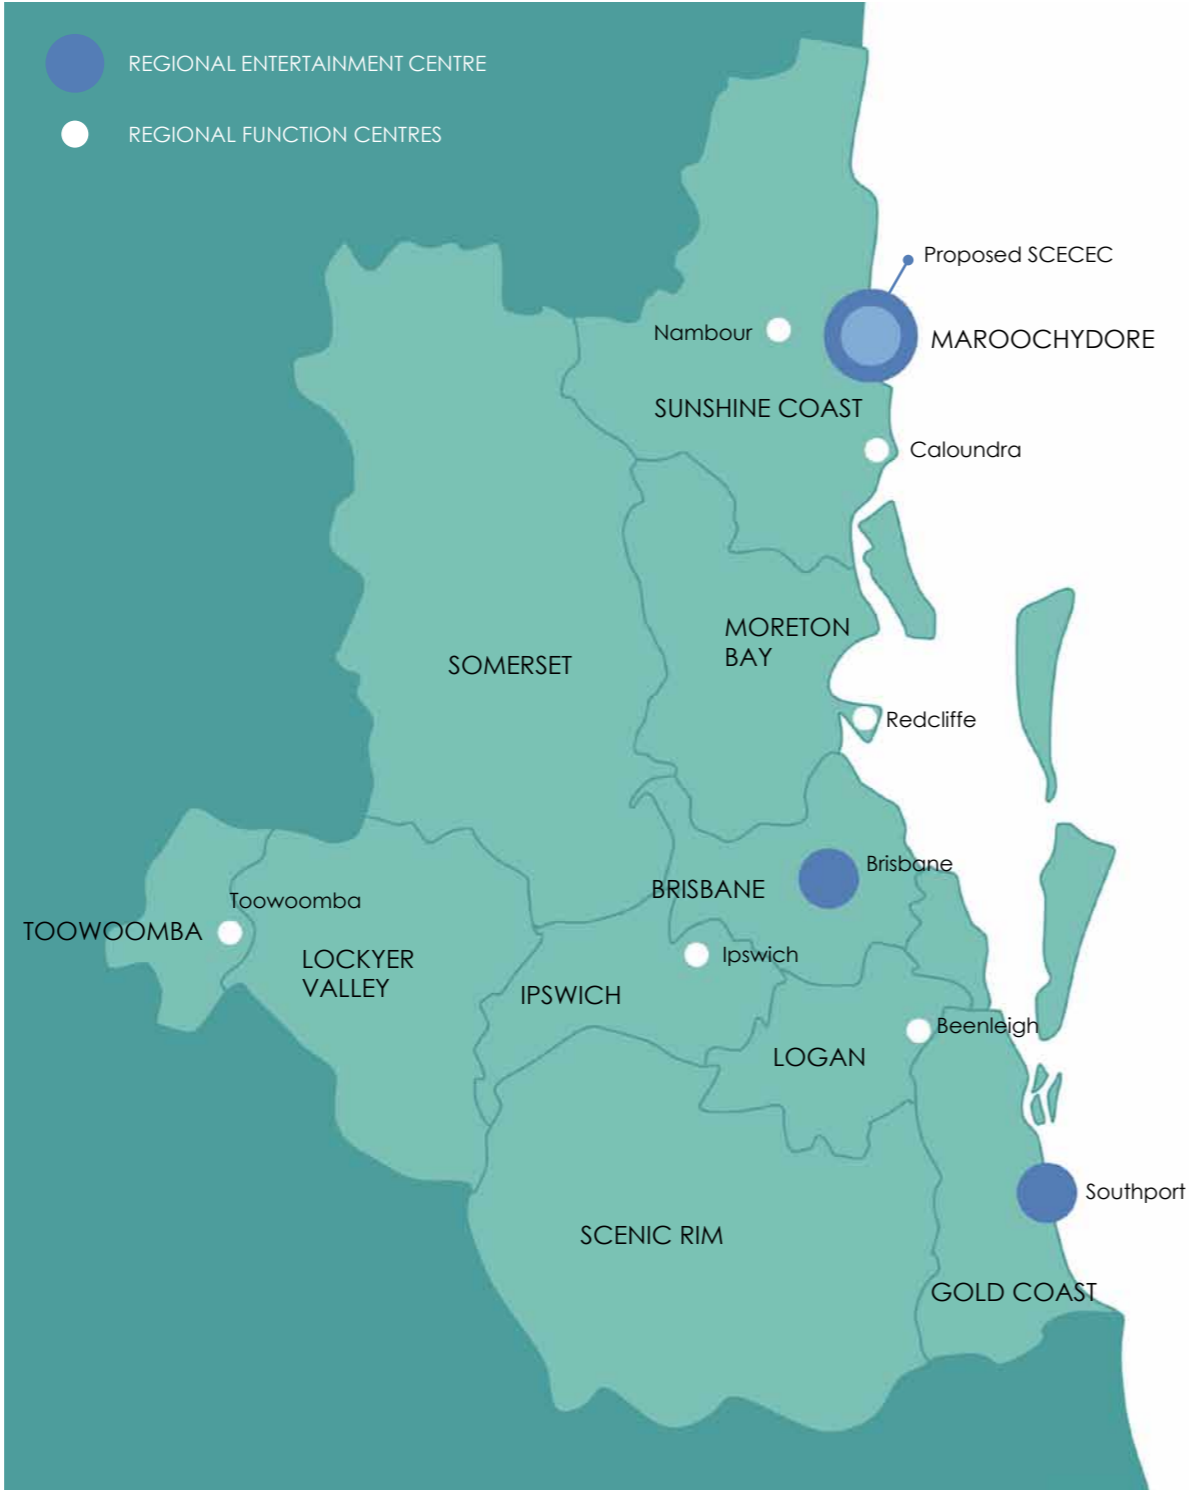 REGIONAL ENTERTAINMENT CENTRE
REGIONAL FUNCTION CENTRES
Proposed SCECEC
Nambour
MAROOCHYDORE
SUNSHINE COAST
Caloundra
MORETON
BAY
SOMERSET
Redcliffe
Brisbane
BRISBANE
Toowoomba
TOOWOOMBA
LOCKYER
VALLEY
Ipswich
IPSWICH
Beenleigh
LOGAN
Southport
SCENIC RIM
GOLD COAST